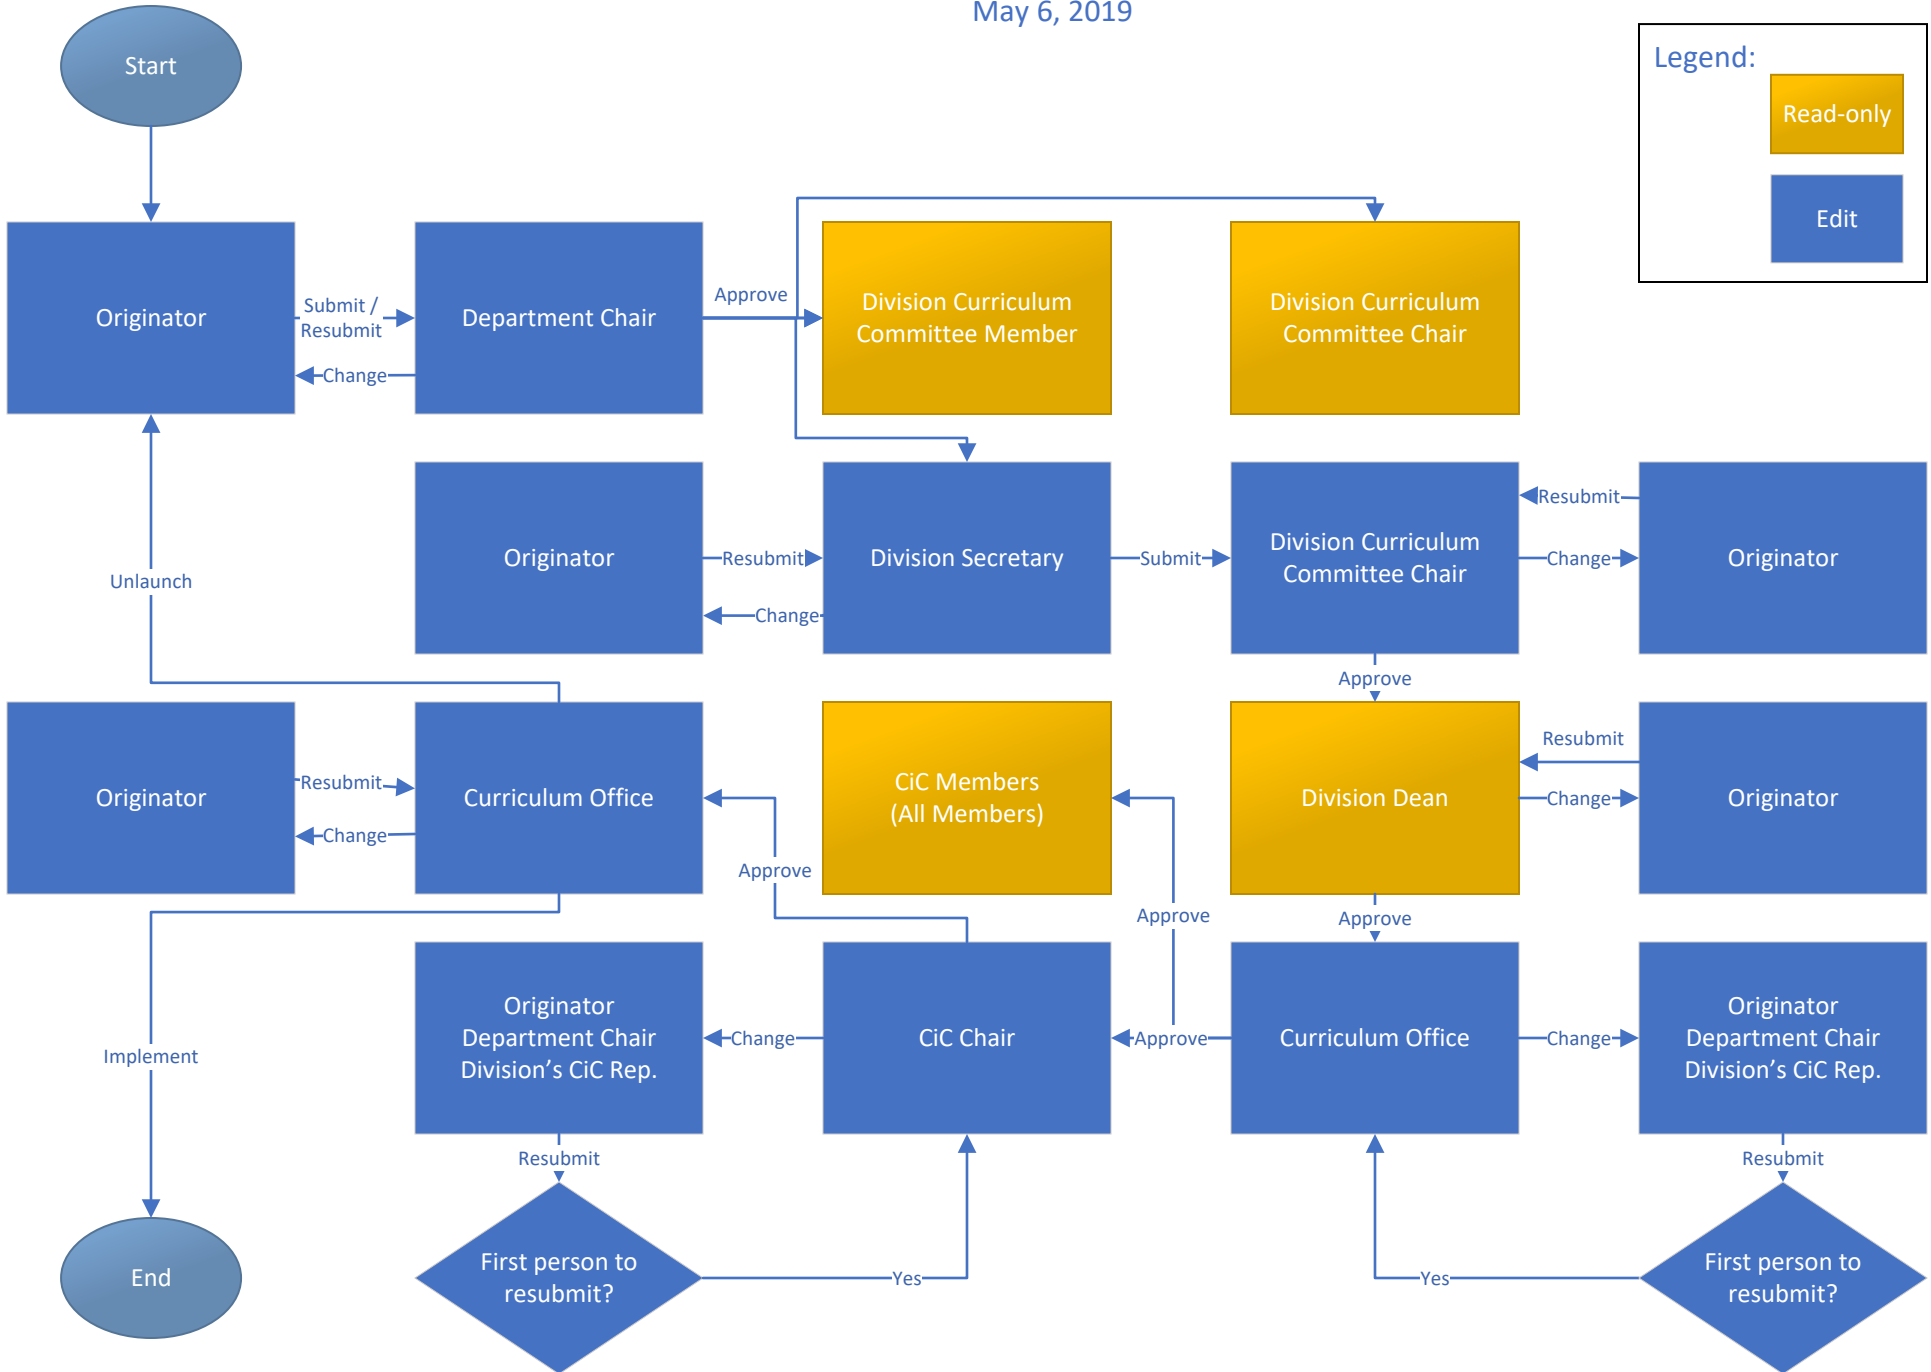 May 6, 2019
Start
Legend:
Read-only
Edit
Originator
Submit /
Resubmit
Change
Department Chair
Approve
Division Curriculum
Committee Member
Division Curriculum
Committee Chair
Originator
Resubmit
Change
Division Secretary
Submit
Division Curriculum
Committee Chair
Resubmit
Change
Originator
Unlaunch
Approve
Originator
Resubmit
Change
Curriculum Office
Approve
CiC Members
(All Members)
Approve
Division Dean
Resubmit
Change
Originator
Approve
Implement
Originator
Department Chair
Division's CiC Rep.
Change
CiC Chair
Approve
Curriculum Office
Change
Originator
Department Chair
Division's CiC Rep.
Resubmit
Resubmit
End
First person to
resubmit?
Yes
Yes
First person to
resubmit?